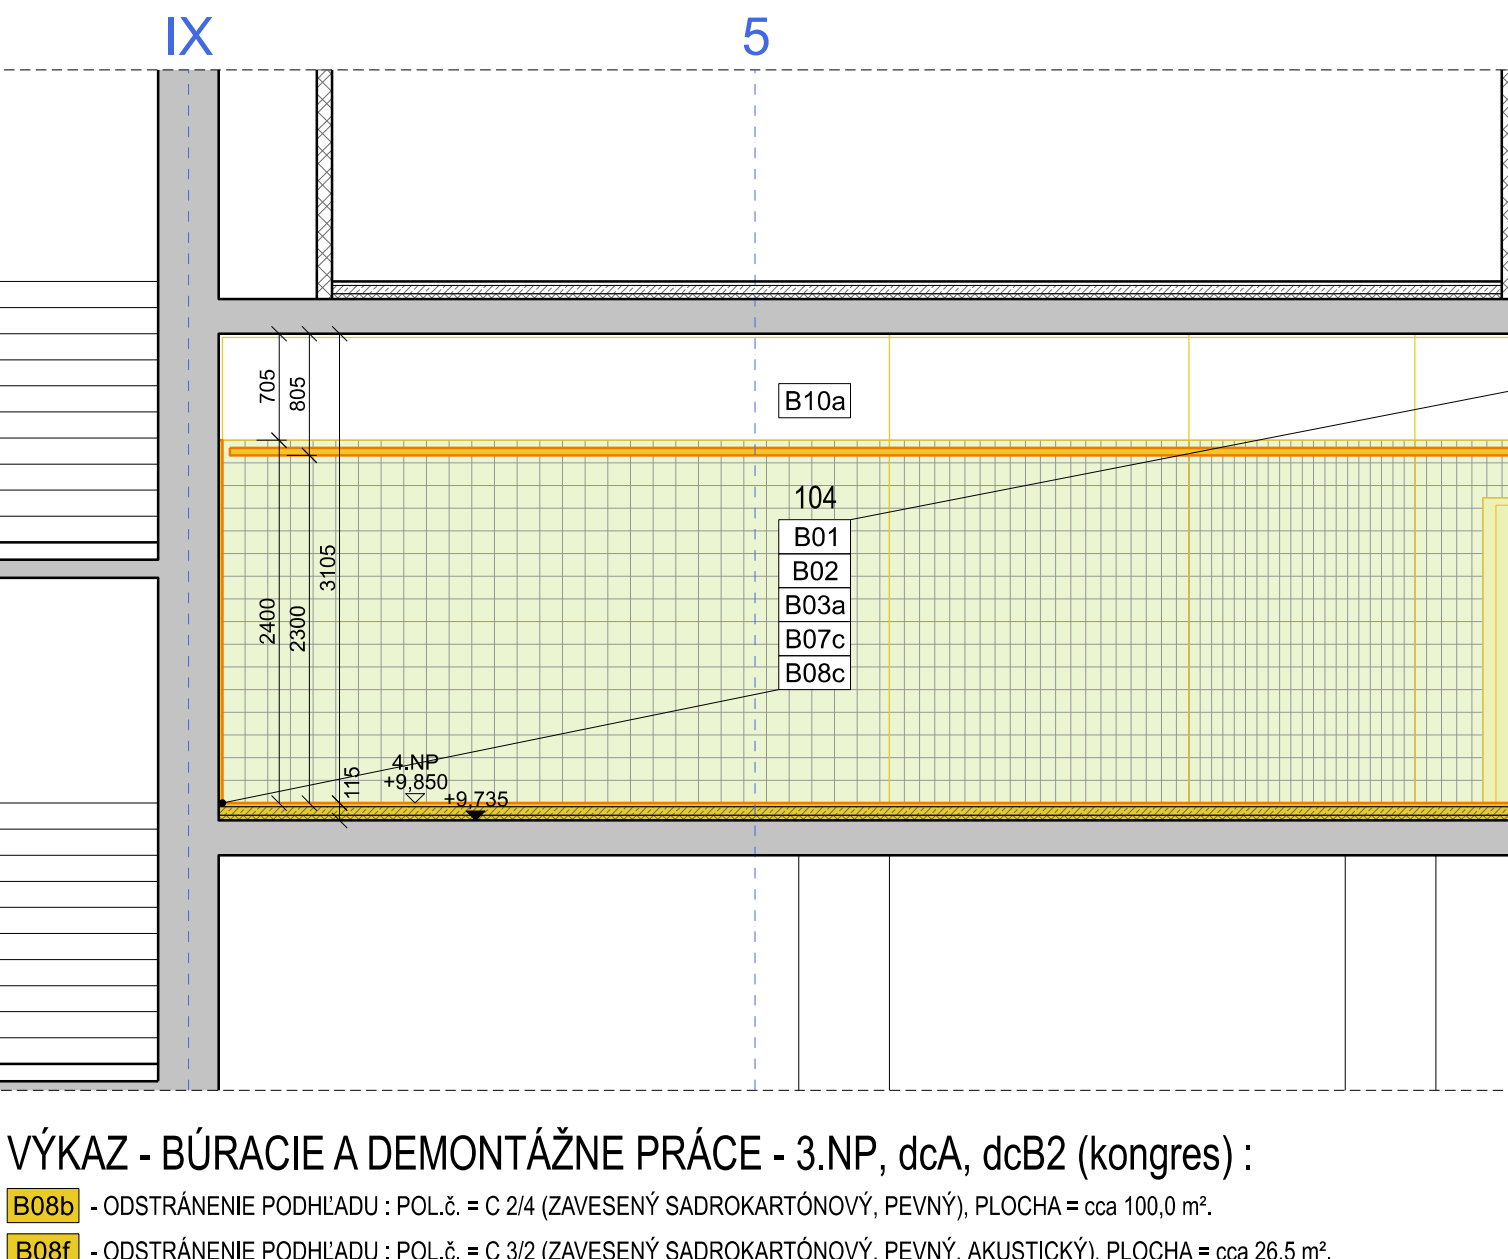 IX
5
705
805
B10a
104
B01
B02
B03a
B07c
B08c
3105
2400
2300
115
4.NP
+9,850
+9,735
VÝKAZ - BÚRACIE A DEMONTÁŽNE PRÁCE - 3.NP, dcA, dcB2 (kongres) :
B08b - ODSTRÁNENIE PODHĽADU : POL.č. = C 2/4 (ZAVESENÝ SADROKARTÓNOVÝ, PEVNÝ), PLOCHA = cca 100,0 m².
B08f - ODSTRÁNENIE PODHĽADU : POL.č. = C 3/2 (ZAVESENÝ SADROKARTÓNOVÝ, PEVNÝ, AKUSTICKÝ), PLOCHA = cca 26,5 m².